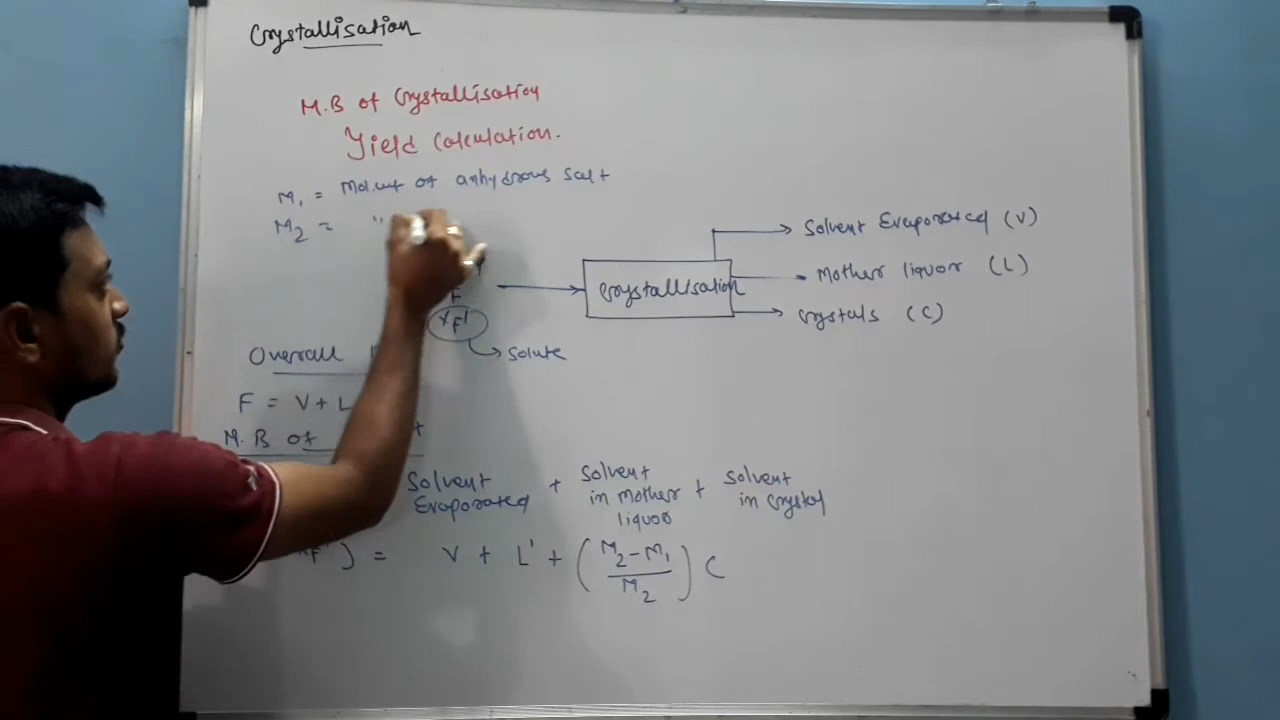 Crystallisation
M.B of Crystallisation
Yield Calculation.
M₁ = Mol.wt of anhydrous Salt
M₂ = "
Solvent Evaporated (V)
Crystallisation
Mother liquor (L)
F
Crystals (C)
XF'
Solute
Overall
F = V + L
M.B of
Solvent Evaporated + Solvent in mother liquor + Solvent in crystal
) = V + L' + (M₂-M₁/M₂) C